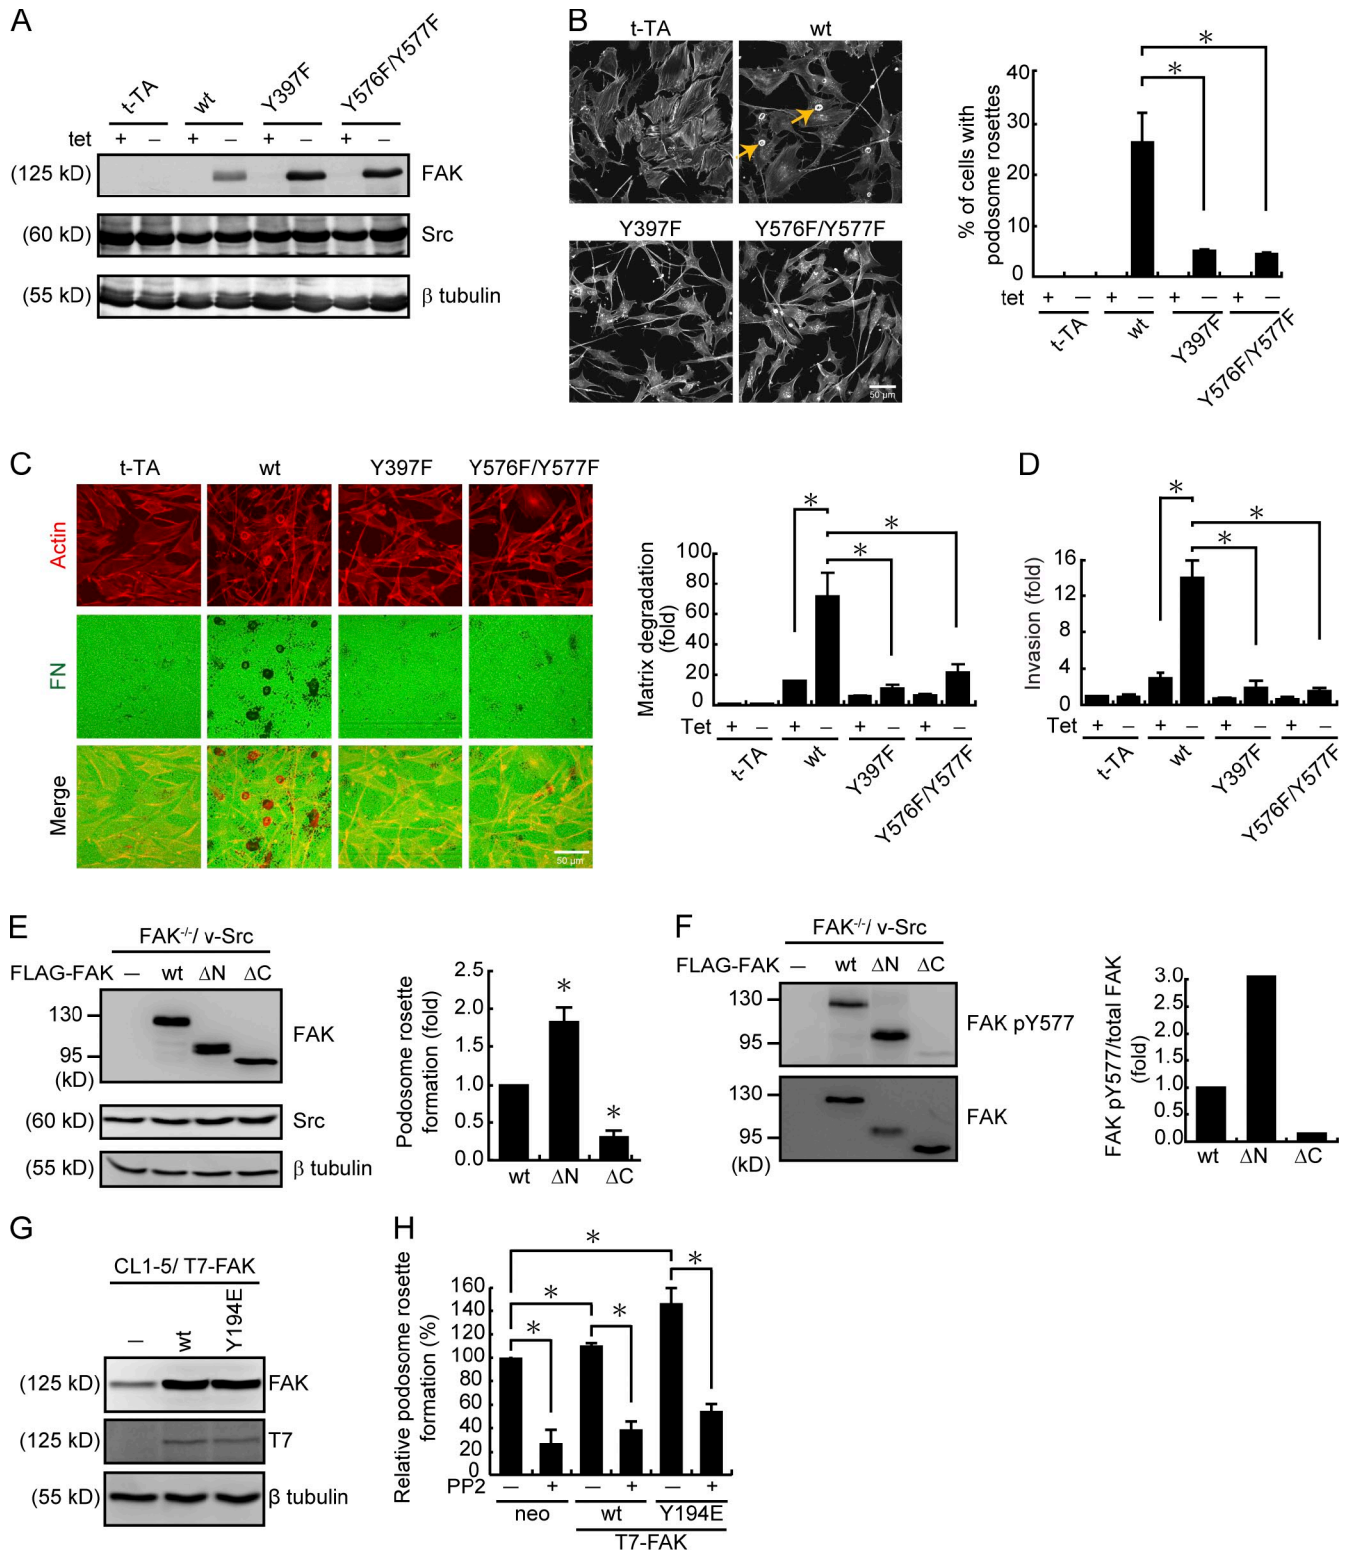 A
t-TA wt Y397F Y576F/Y577F
tet + – + – + – + –
(125 kD) FAK
(60 kD) Src
(55 kD) β tubulin
B
t-TA wt
Y397F Y576F/Y577F
50 µm
% of cells with
podosome rosettes
40
30
20
10
0
* *
tet + – + – + – + –
t-TA wt Y397F Y576F/Y577F
C
t-TA wt Y397F Y576F/Y577F
Actin
FN
Merge
50 µm
Matrix degradation
(fold)
100
80
60
40
20
0
* * *
Tet + – + – + – + –
t-TA wt Y397F Y576F/Y577F
D
Invasion (fold)
16
12
8
4
0
* * *
Tet + – + – + – + –
t-TA wt Y397F Y576F/Y577F
E
FAK-/-/ v-Src
FLAG-FAK – wt ΔN ΔC
130
95
(kD)
FAK
(60 kD) Src
(55 kD) β tubulin
Podosome rosette
formation (fold)
2.5
2.0
1.5
1.0
0.5
0.0
* *
wt ΔN ΔC
F
FAK-/-/ v-Src
FLAG-FAK – wt ΔN ΔC
130
95
FAK pY577
130
95
(kD)
FAK
FAK pY577/total FAK
(fold)
3.0
2.5
2.0
1.5
1.0
0.5
0.0
wt ΔN ΔC
G
CL1-5/ T7-FAK
– wt Y194E
(125 kD) FAK
(125 kD) T7
(55 kD) β tubulin
H
Relative podosome rosette
formation (%)
160
140
120
100
80
60
40
20
0
* * * * *
PP2 – + – + – +
neo wt Y194E
T7-FAK